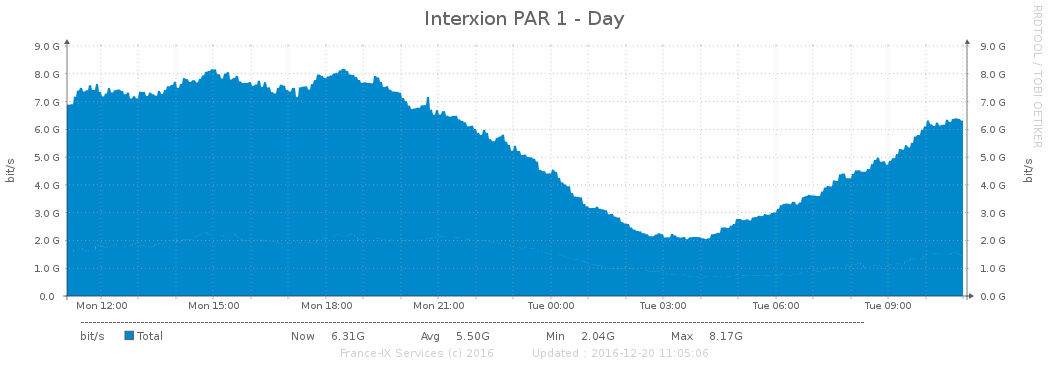 Interxion PAR 1 - Day
RRDTOOL / TOBI OETIKER
9.0 G 9.0 G
8.0 G 8.0 G
7.0 G 7.0 G
6.0 G 6.0 G
5.0 G 5.0 G
4.0 G 4.0 G
3.0 G 3.0 G
2.0 G 2.0 G
1.0 G 1.0 G
0.0 0.0 G
bit/s
bit/s
Mon 12:00 Mon 15:00 Mon 18:00 Mon 21:00 Tue 00:00 Tue 03:00 Tue 06:00 Tue 09:00
bit/s Total Now 6.31G Avg 5.50G Min 2.04G Max 8.17G
France-IX Services (c) 2016 Updated : 2016-12-20 11:05:06